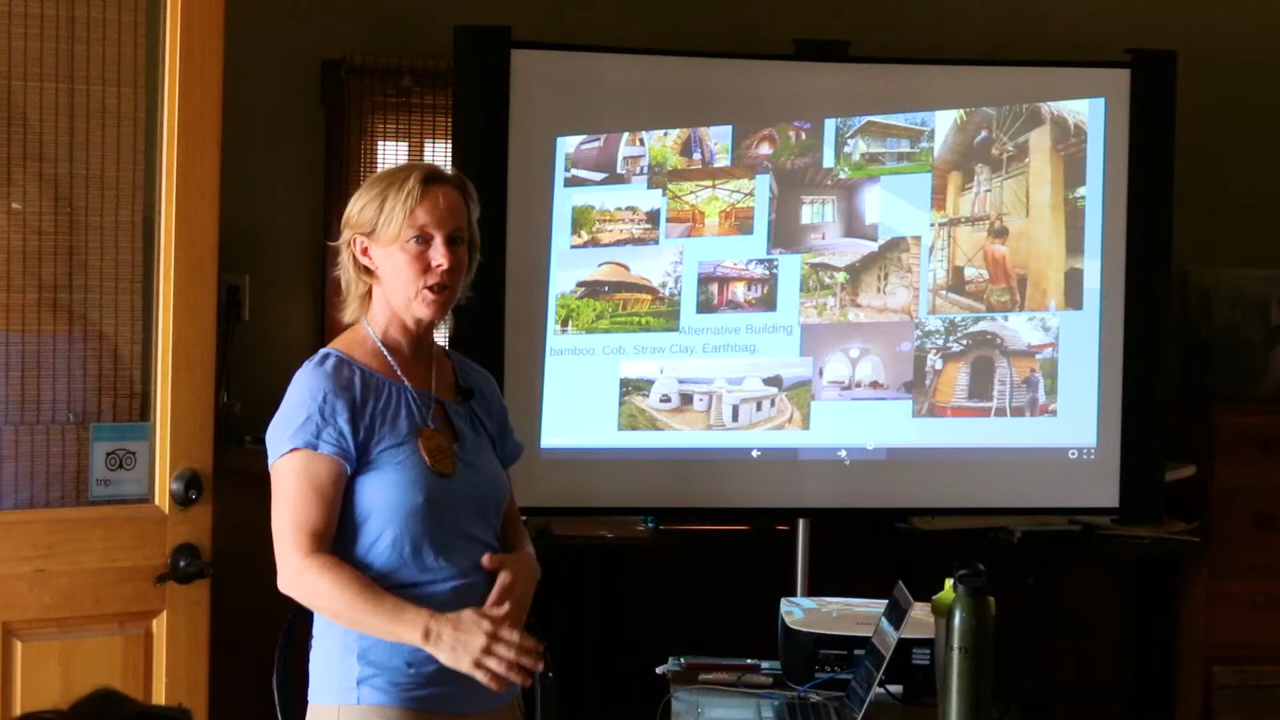 Alternative Building
bamboo, Cob, Straw Clay, Earthbag,
trip